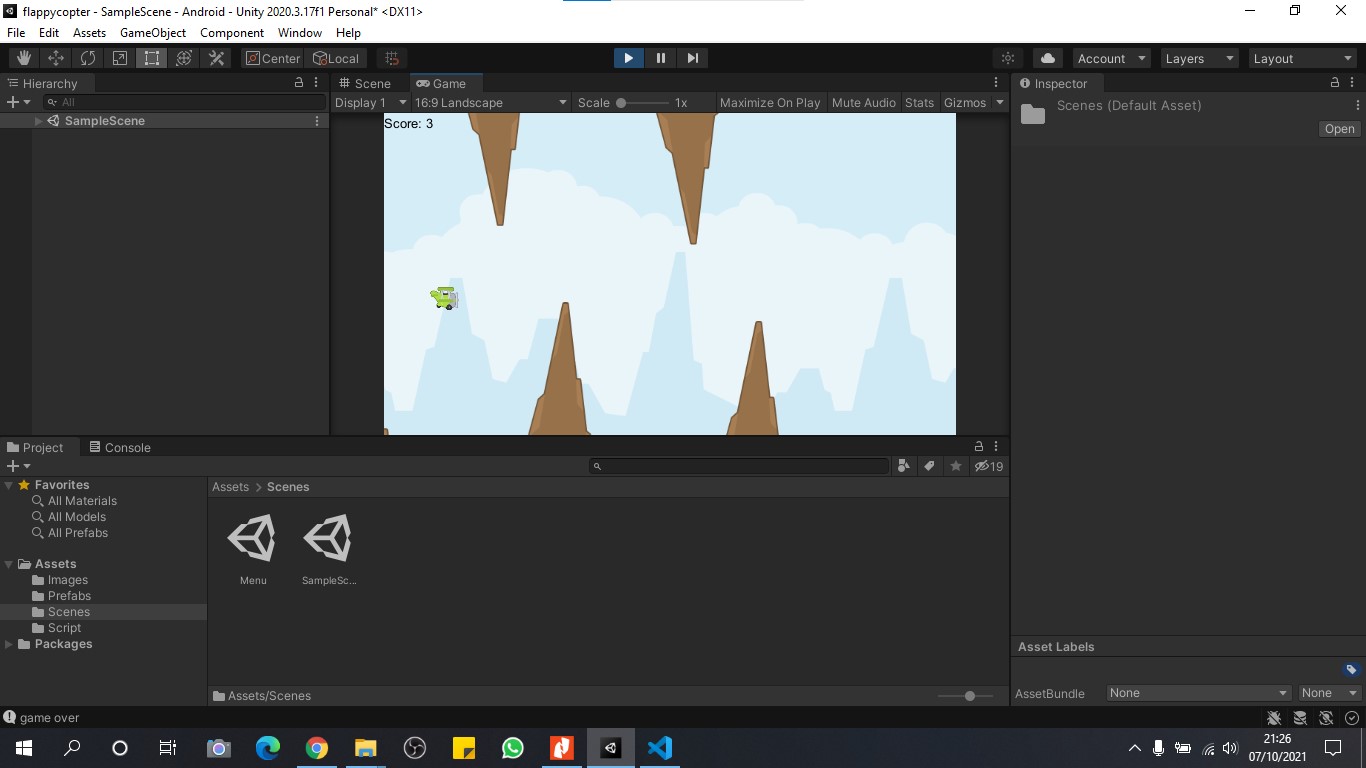 flappycopter - SampleScene - Android - Unity 2020.3.17f1 Personal* <DX11>
File Edit Assets GameObject Component Window Help
Center Local Account Layers Layout
Hierarchy Scene Game Inspector
All Display 1 16:9 Landscape Scale 1x Maximize On Play Mute Audio Stats Gizmos Scenes (Default Asset)
SampleScene Score: 3 Open
Project Console
19
Favorites Assets > Scenes
All Materials
All Models
All Prefabs
Assets
Images Menu SampleSc...
Prefabs
Scenes
Script
Packages Asset Labels
Assets/Scenes AssetBundle None None
game over
21:26
07/10/2021